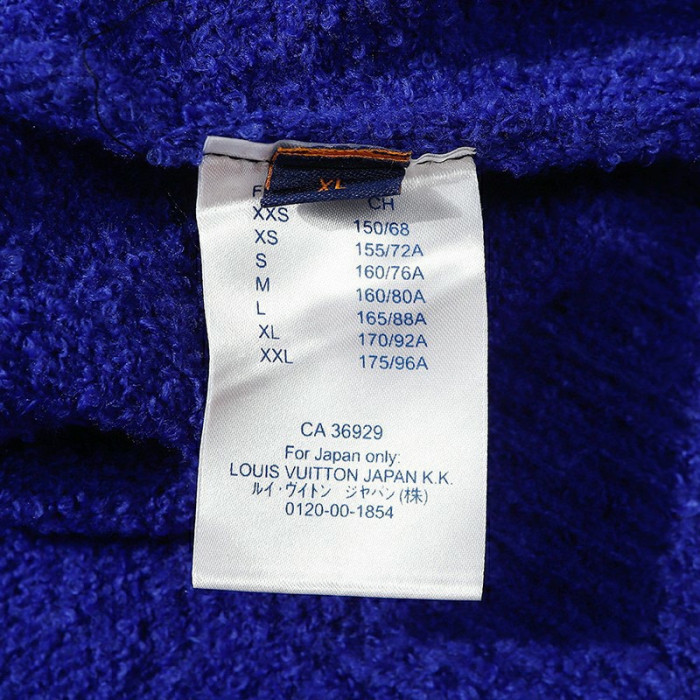 XL
CH
XXS 150/68
XS 155/72A
S 160/76A
M 160/80A
L 165/88A
XL 170/92A
XXL 175/96A
CA 36929
For Japan only:
LOUIS VUITTON JAPAN K.K.
ルイ・ヴィトン ジャパン(株)
0120-00-1854